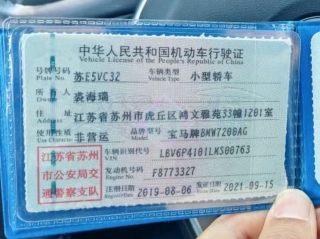 中华人民共和国机动车行驶证
Vehicle License of the People's Republic of China
号牌号码 苏E5VC32 车辆类型 小型轿车
Plate No. Vehicle Type
所有人 裘海瑞
Owner
住址 江苏省苏州市虎丘区鸿文雅苑33幢1201室
Address
使用性质 非营运 品牌型号 宝马牌BMW7200AG
Use Character Model
江苏省苏州
市公安局交
通警察支队
车辆识别代号
VIN
发动机号码 F8773327
Engine No.
注册日期 2019-08-06 发证日期 2021-09-15